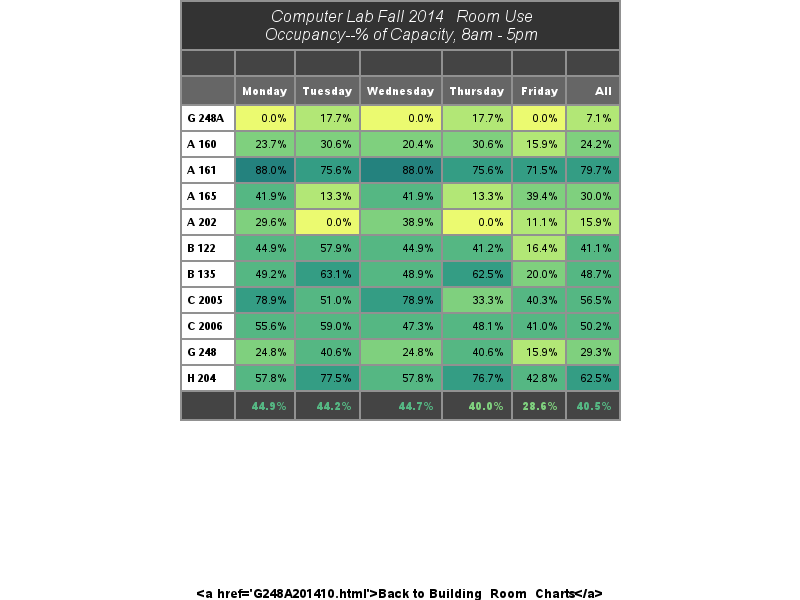 Computer Lab Fall 2014 Room Use
Occupancy--% of Capacity, 8am - 5pm
Monday Tuesday Wednesday Thursday Friday All
G 248A 0.0% 17.7% 0.0% 17.7% 0.0% 7.1%
A 160 23.7% 30.6% 20.4% 30.6% 15.9% 24.2%
A 161 88.0% 75.6% 88.0% 75.6% 71.5% 79.7%
A 165 41.9% 13.3% 41.9% 13.3% 39.4% 30.0%
A 202 29.6% 0.0% 38.9% 0.0% 11.1% 15.9%
B 122 44.9% 57.9% 44.9% 41.2% 16.4% 41.1%
B 135 49.2% 63.1% 48.9% 62.5% 20.0% 48.7%
C 2005 78.9% 51.0% 78.9% 33.3% 40.3% 56.5%
C 2006 55.6% 59.0% 47.3% 48.1% 41.0% 50.2%
G 248 24.8% 40.6% 24.8% 40.6% 15.9% 29.3%
H 204 57.8% 77.5% 57.8% 76.7% 42.8% 62.5%
44.9% 44.2% 44.7% 40.0% 28.6% 40.5%
<a href='G248A201410.html'>Back to Building Room Charts</a>